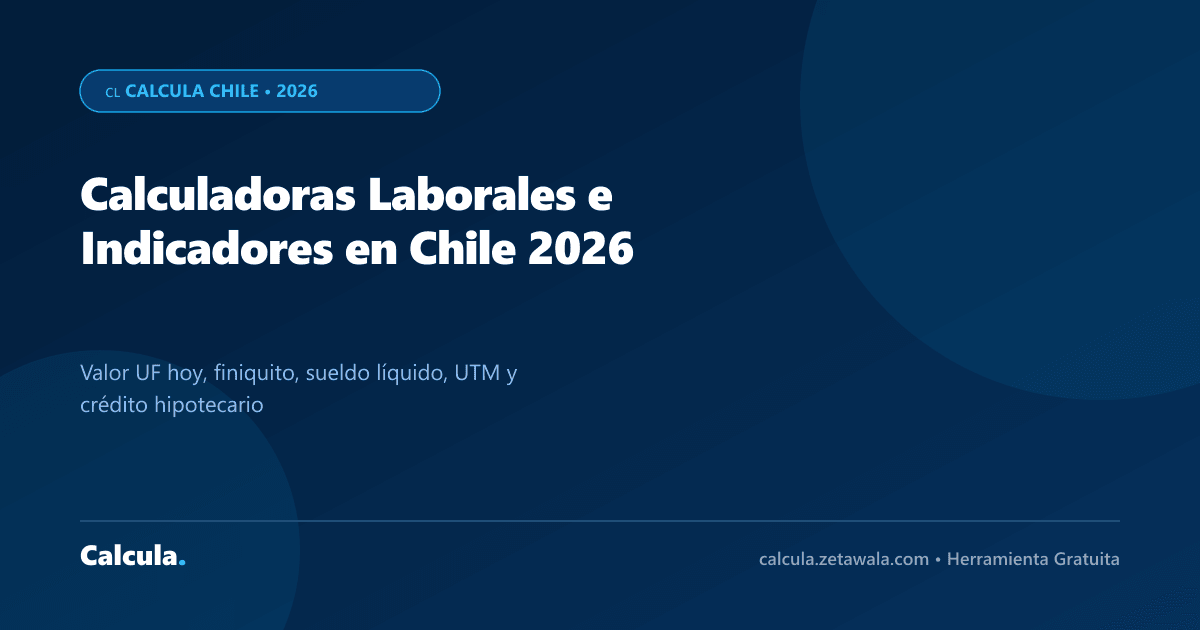 CL CALCULA CHILE • 2026
Calculadoras Laborales e
Indicadores en Chile 2026
Valor UF hoy, finiquito, sueldo líquido, UTM y
crédito hipotecario
Calcula.
calcula.zetawala.com • Herramienta Gratuita